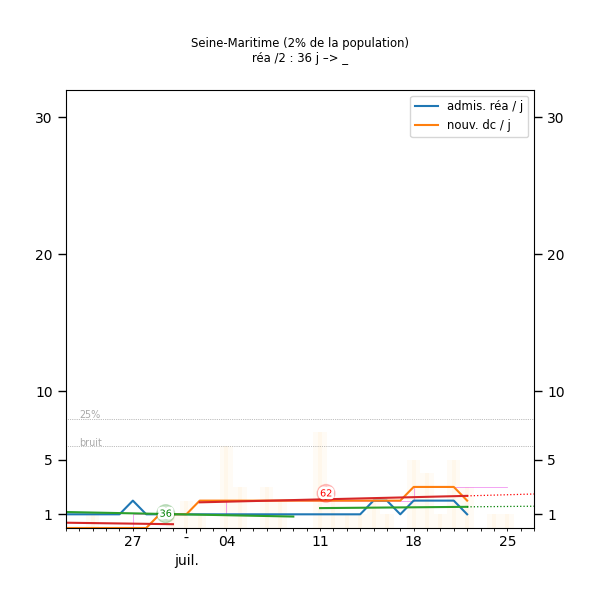 Seine-Maritime (2% de la population)
réa /2 : 36 j –> _
admis. réa / j
nouv. dc / j
30 30
20 20
10 10
25%
bruit
5 5
62
36
1 1
27 - 04 11 18 25
juil.